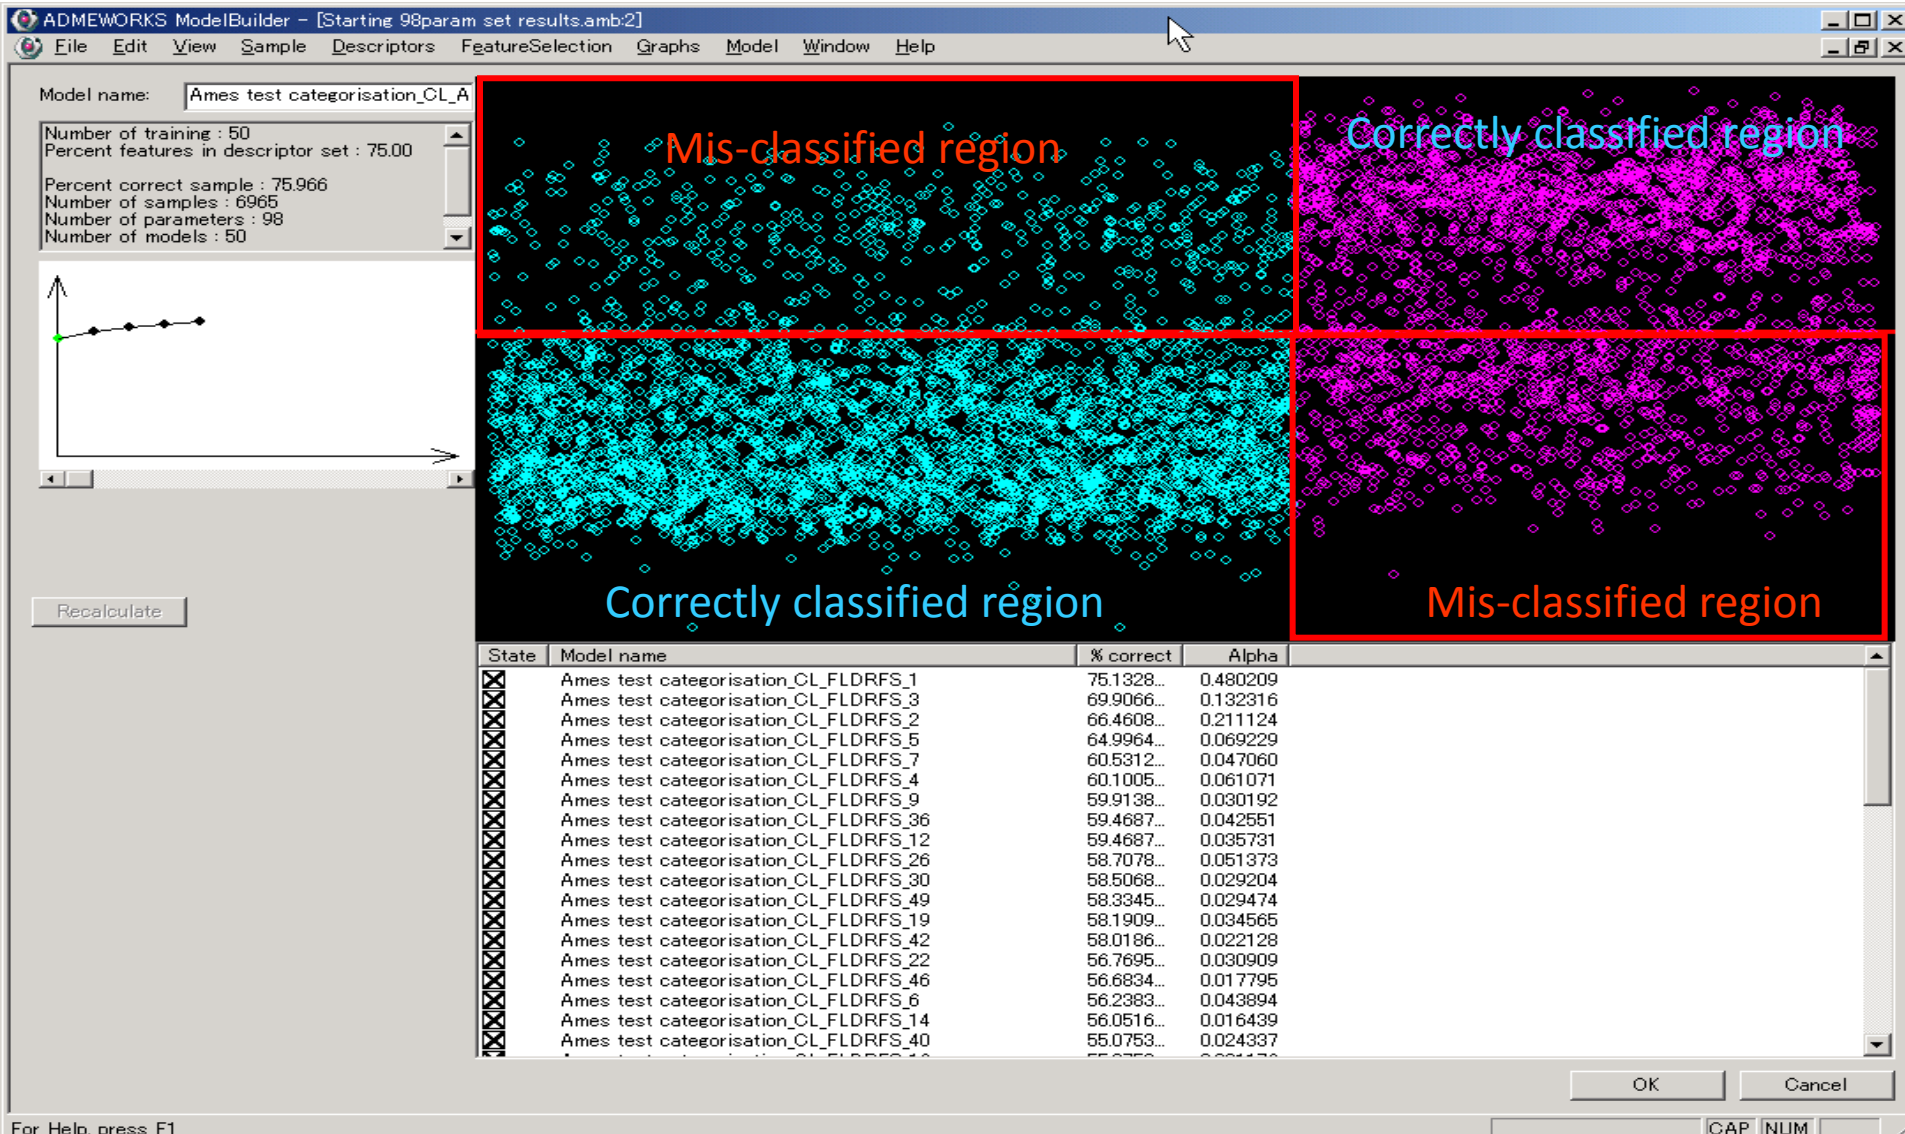 ADMEWORKS ModelBuilder - [Starting 98param set results.amb:2]
File Edit View Sample Descriptors FeatureSelection Graphs Model Window Help
Model name: Ames test categorisation_CL_A
Number of training : 50
Percent features in descriptor set : 75.00
Percent correct sample : 75.966
Number of samples : 6965
Number of parameters : 98
Number of models : 50
Recalculate
Mis-classified region
Correctly classified region
Correctly classified region
Mis-classified region
State Model name % correct Alpha
Ames test categorisation_CL_FLDRFS_1 75.1328... 0.480209
Ames test categorisation_CL_FLDRFS_3 69.9066... 0.132316
Ames test categorisation_CL_FLDRFS_2 66.4608... 0.211124
Ames test categorisation_CL_FLDRFS_5 64.9964... 0.069229
Ames test categorisation_CL_FLDRFS_7 60.5312... 0.047060
Ames test categorisation_CL_FLDRFS_4 60.1005... 0.061071
Ames test categorisation_CL_FLDRFS_9 59.9138... 0.030192
Ames test categorisation_CL_FLDRFS_36 59.4687... 0.042551
Ames test categorisation_CL_FLDRFS_12 59.4687... 0.035731
Ames test categorisation_CL_FLDRFS_26 58.7078... 0.051373
Ames test categorisation_CL_FLDRFS_30 58.5068... 0.029204
Ames test categorisation_CL_FLDRFS_49 58.3345... 0.029474
Ames test categorisation_CL_FLDRFS_19 58.1909... 0.034565
Ames test categorisation_CL_FLDRFS_42 58.0186... 0.022128
Ames test categorisation_CL_FLDRFS_22 56.7695... 0.030909
Ames test categorisation_CL_FLDRFS_46 56.6834... 0.017795
Ames test categorisation_CL_FLDRFS_6 56.2383... 0.043894
Ames test categorisation_CL_FLDRFS_14 56.0516... 0.016439
Ames test categorisation_CL_FLDRFS_40 55.0753... 0.024337
OK Cancel
For Help, press F1
CAP NUM